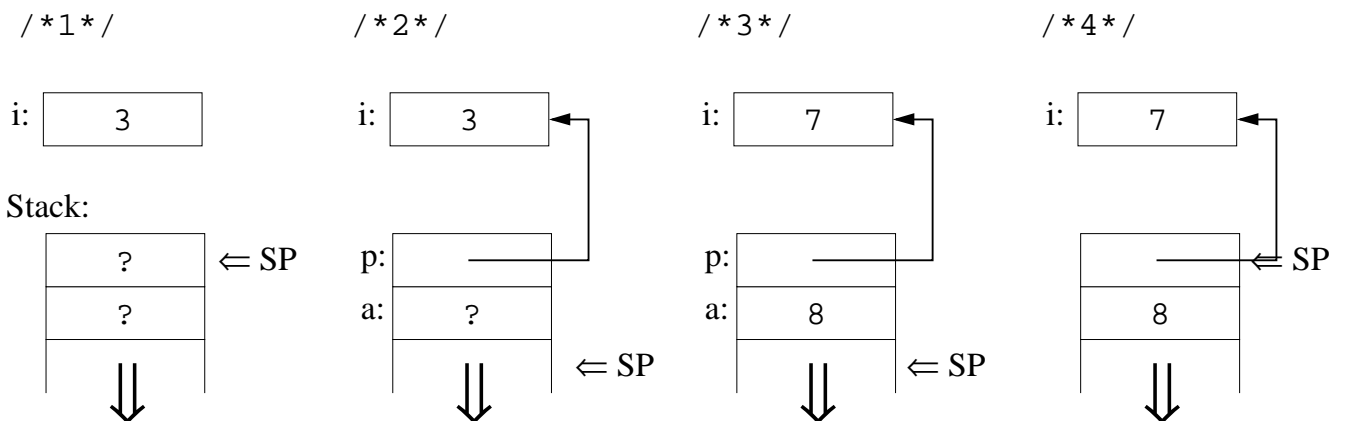 /*1*/ /*2*/ /*3*/ /*4*/
i: 3 i: 3 i: 7 i: 7
Stack:
? ⇐ SP p: p: ⇐ SP
? a: ? a: 8 8
⇓ ⇓ ⇐ SP ⇓ ⇐ SP ⇓